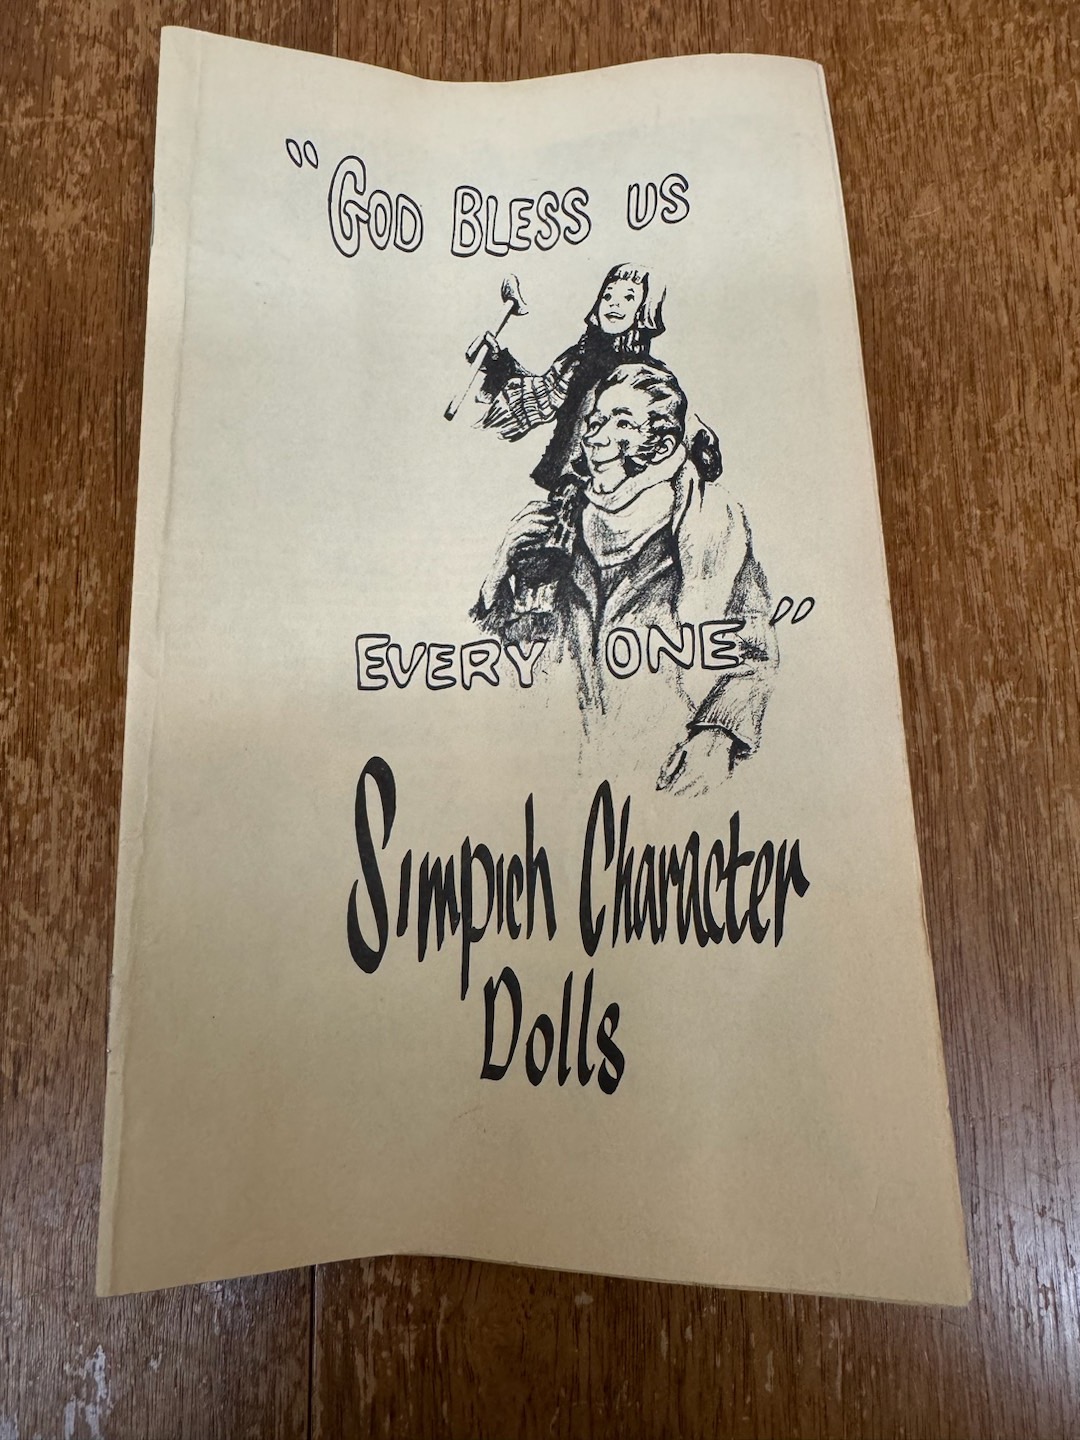 "GOD BLESS US
EVERY ONE"
Simpich Character
Dolls